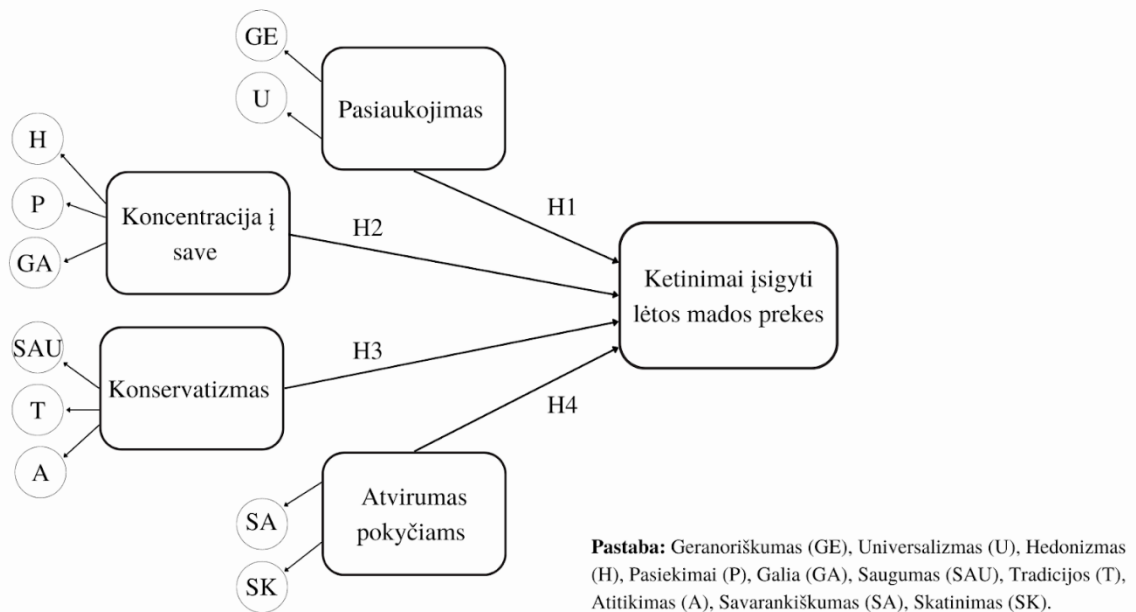 GE
U
Pasiaukojimas
H
P
GA
Koncentracija į
save
H1
H2
Ketinimai įsigyti
lėtos mados prekes
SAU
T
A
Konservatizmas
H3
H4
SA
SK
Atvirumas
pokyčiams
Pastaba: Geranoriškumas (GE), Universalizmas (U), Hedonizmas
(H), Pasiekimai (P), Galia (GA), Saugumas (SAU), Tradicijos (T),
Atitikimas (A), Savarankiškumas (SA), Skatinimas (SK).